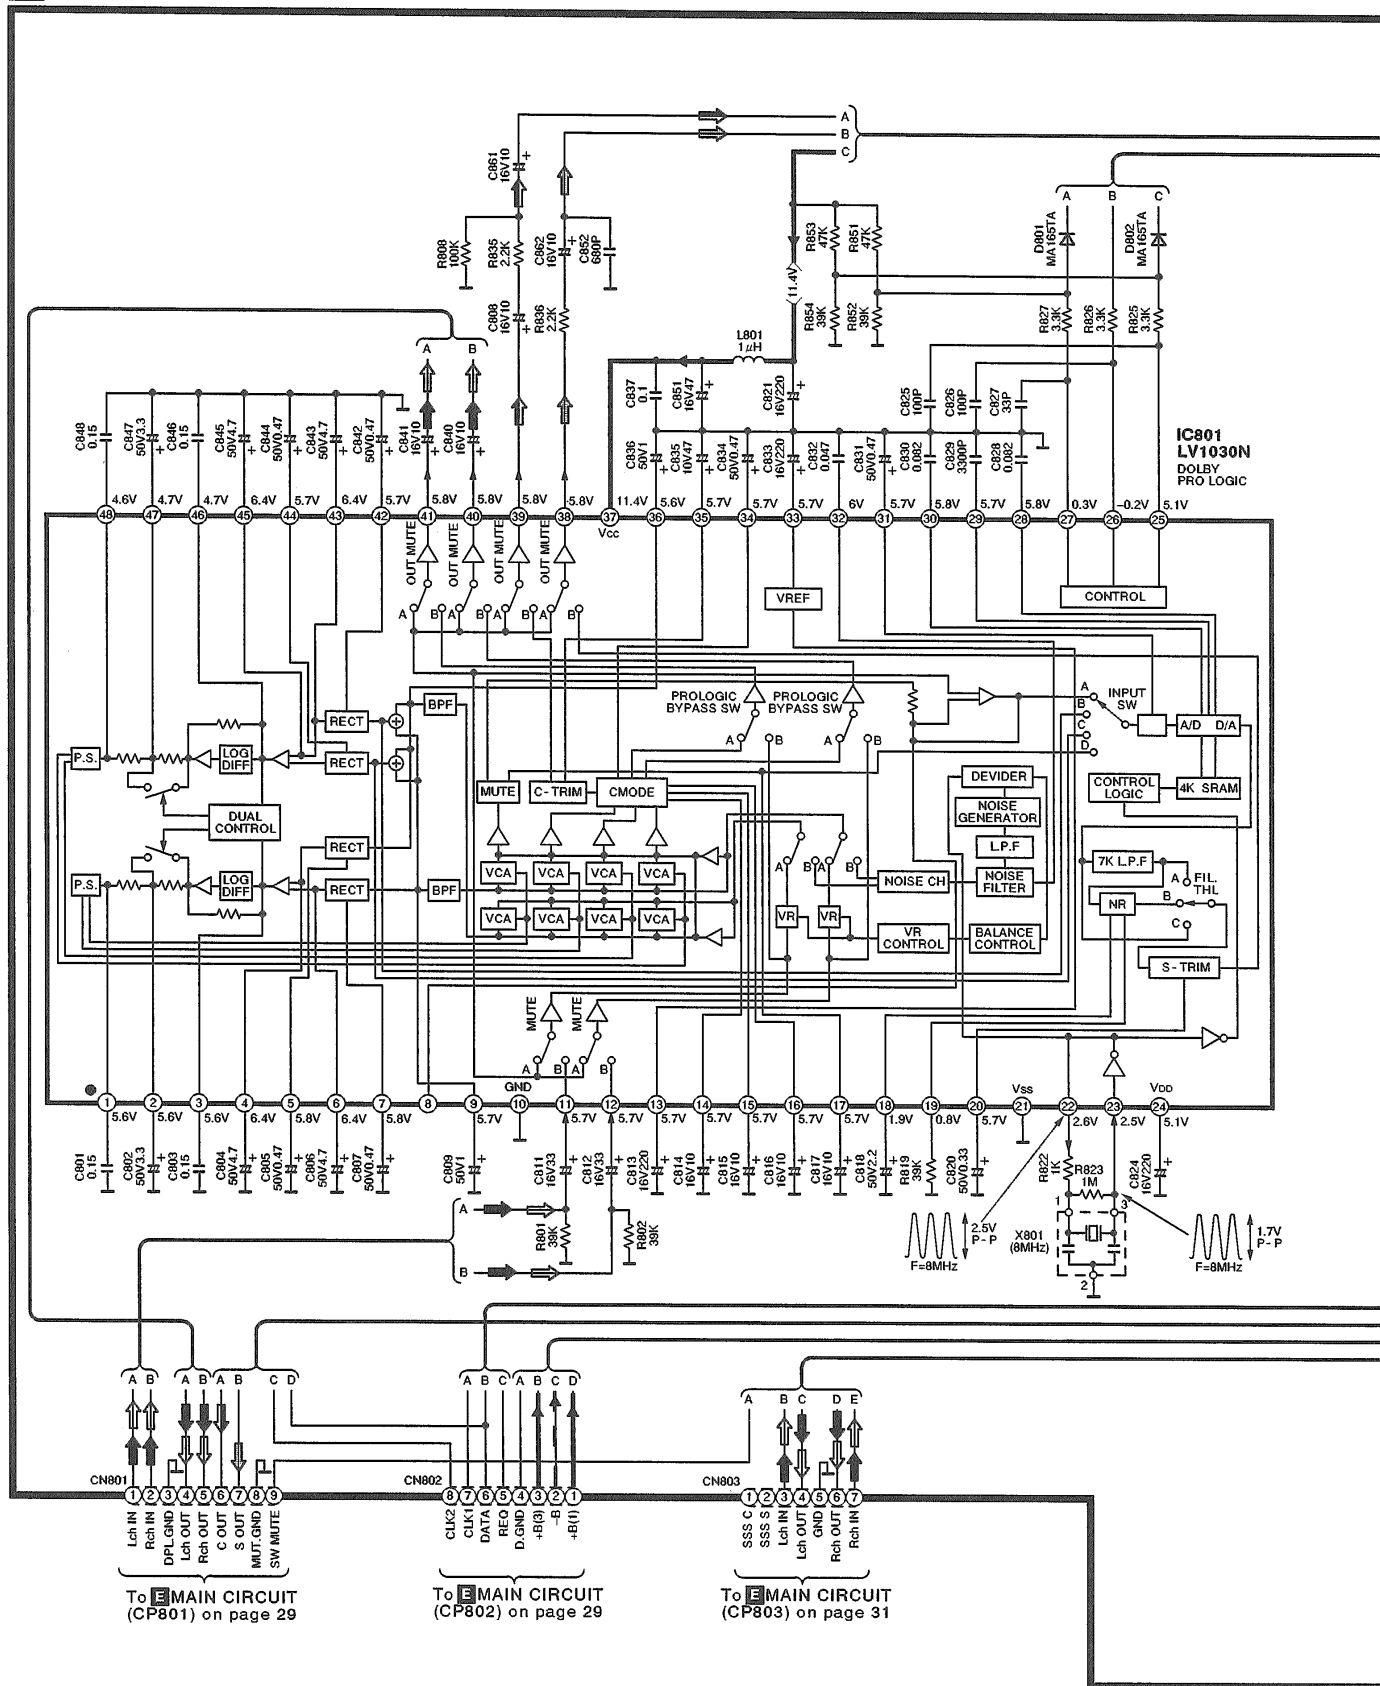 A
B
C
C861
16V10
R808
100K
R835
2.2K
C862
16V10
C852
680P
C808
16V10
R836
2.2K
R853
47K
R851
47K
11.4V
R854
39K
R852
39K
A B C
D801
MA165TA
D802
MA165TA
R827
3.3K
R826
3.3K
R825
3.3K
L801
1μH
A B
C848
0.15
C847
50V3.3
C846
0.15
C845
50V4.7
C844
50V0.47
C843
50V4.7
C842
50V0.47
C841
16V10
C840
16V10
C837
0.1
C851
16V47
C821
16V220
C825
100P
C826
100P
C827
33P
C836
50V1
C835
10V47
C834
50V0.47
C833
16V220
C832
0.047
C831
50V0.47
C830
0.082
C829
3300P
C828
0.082
IC801
LV1030N
DOLBY
PRO LOGIC
4.6V 4.7V 4.7V 6.4V 5.7V 6.4V 5.7V 5.8V 5.8V 5.8V 5.8V 11.4V 5.6V 5.7V 5.7V 5.7V 6V 5.7V 5.8V 5.7V 5.8V 0.3V -0.2V 5.1V
48 47 46 45 44 43 42 41 40 39 38 37 36 35 34 33 32 31 30 29 28 27 26 25
Vcc
OUT MUTE
OUT MUTE
OUT MUTE
OUT MUTE
A B A B A B A B
VREF
CONTROL
PROLOGIC
BYPASS SW
PROLOGIC
BYPASS SW
A B A B
A
B
C
D
INPUT
SW
A/D D/A
RECT
BPF
P.S.
LOG
DIFF
RECT
MUTE
C-TRIM
CMODE
DEVIDER
CONTROL
LOGIC
4K SRAM
NOISE
GENERATOR
DUAL
CONTROL
RECT
L.P.F
7K L.P.F
A B A B
P.S.
LOG
DIFF
RECT
BPF
VCA VCA VCA VCA
NOISE CH
NOISE
FILTER
A
B
C
FIL.
THL
NR
VCA VCA VCA VCA
VR VR
VR
CONTROL
BALANCE
CONTROL
S-TRIM
MUTE
MUTE
A B A B
GND
Vss
VDD
1 2 3 4 5 6 7 8 9 10 11 12 13 14 15 16 17 18 19 20 21 22 23 24
5.6V 5.6V 5.6V 6.4V 5.8V 6.4V 5.8V 5.7V 5.7V 5.7V 5.7V 5.7V 5.7V 5.7V 5.7V 1.9V 0.8V 5.7V 2.6V 2.5V 5.1V
C801
0.15
C802
50V3.3
C803
0.15
C804
50V4.7
C805
50V0.47
C806
50V4.7
C807
50V0.47
C809
50V1
C811
16V33
C812
16V33
C813
16V220
C814
16V10
C815
16V10
C816
16V10
C817
16V10
C818
50V2.2
R819
39K
C820
50V0.33
R822
1K
R823
1M
C824
16V220
A
B
R801
39K
R802
39K
2.5V
P-P
F=8MHz
X801
(8MHz)
1
3
2
1.7V
P-P
F=8MHz
A B A B A B C D
A B C A B C D
A B C D E
CN801
1 2 3 4 5 6 7 8 9
Lch IN
Rch IN
DPL.GND
Lch OUT
Rch OUT
C OUT
S OUT
MUT.GND
SW MUTE
CN802
8 7 6 5 4 3 2 1
CLK2
CLK1
DATA
REQ
D.GND
+B(3)
-B
+B(1)
CN803
1 2 3 4 5 6 7
SSS C
SSS S
Lch IN
Lch OUT
GND
Rch OUT
Rch IN
To E MAIN CIRCUIT
(CP801) on page 29
To E MAIN CIRCUIT
(CP802) on page 29
To E MAIN CIRCUIT
(CP803) on page 31